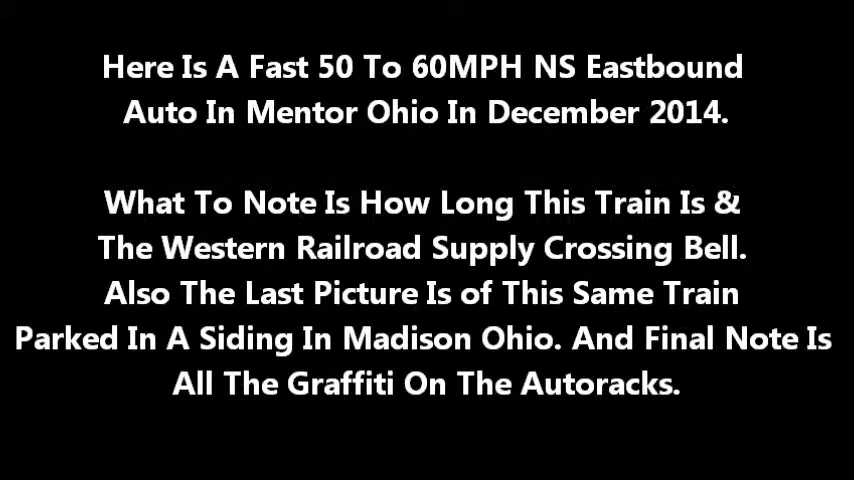 Here Is A Fast 50 To 60MPH NS Eastbound
Auto In Mentor Ohio In December 2014.
What To Note Is How Long This Train Is &
The Western Railroad Supply Crossing Bell.
Also The Last Picture Is of This Same Train
Parked In A Siding In Madison Ohio. And Final Note Is
All The Graffiti On The Autoracks.